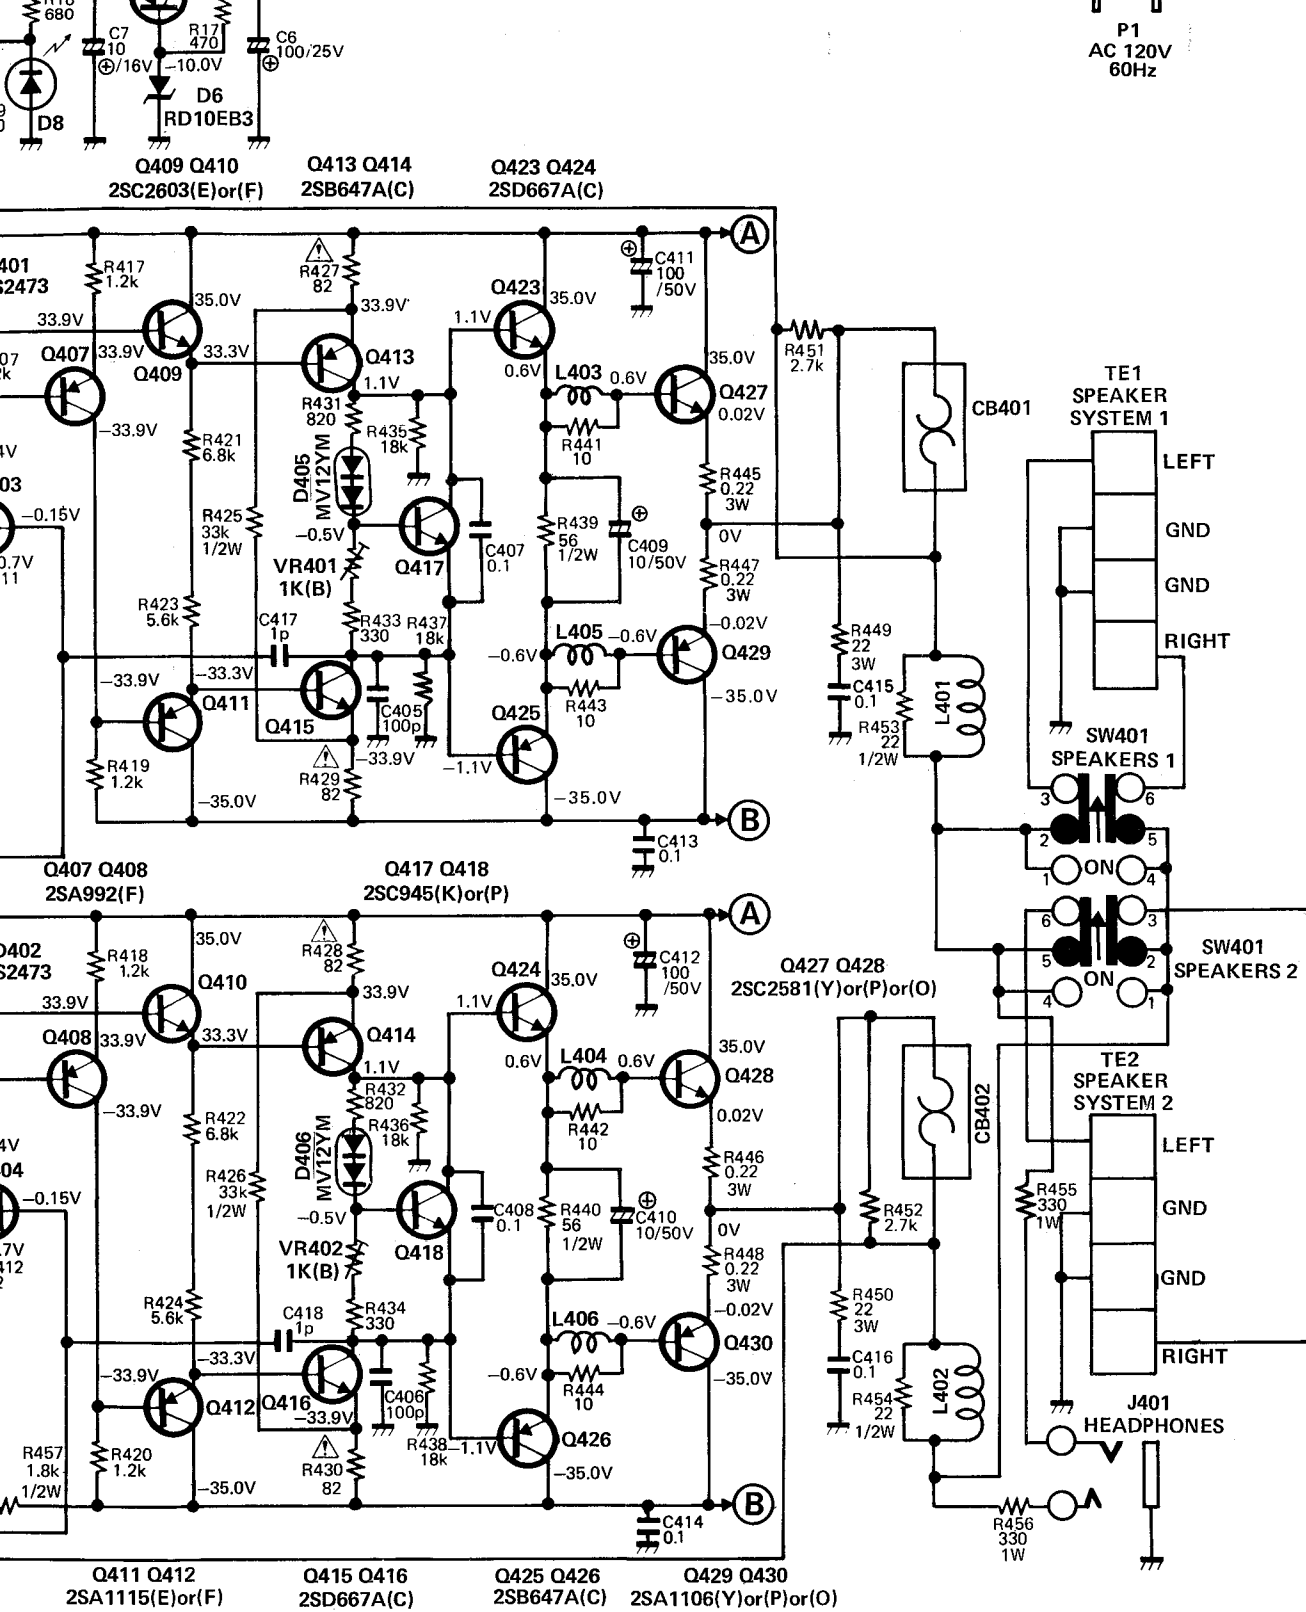 680
C7
10
/16V
R17
470
−10.0V
C6
100/25V
D6
RD10EB3
D8
P1
AC 120V
60Hz
Q409 Q410
2SC2603(E)or(F)
Q413 Q414
2SB647A(C)
Q423 Q424
2SD667A(C)
A
R417
1.2k
35.0V
33.9V
Q407
33.9V
Q409
33.3V
−33.9V
R427
82
33.9V
Q413
1.1V
R431
820
R435
18k
D405
MV12YM
−0.5V
VR401
1K(B)
Q417
C407
0.1
1.1V
Q423
35.0V
0.6V
L403
0.6V
R441
10
C411
100
/50V
35.0V
Q427
0.02V
R439
56
1/2W
C409
10/50V
R445
0.22
3W
0V
R447
0.22
3W
−0.02V
R451
2.7k
CB401
TE1
SPEAKER
SYSTEM 1
LEFT
GND
GND
RIGHT
−0.15V
R421
6.8k
R425
33k
1/2W
R423
5.6k
C417
1p
R433
330
R437
18k
−33.9V
−33.3V
Q411
Q415
C405
100p
−33.9V
R419
1.2k
−35.0V
R429
82
L405
−0.6V
−0.6V
R443
10
Q425
−1.1V
−35.0V
Q429
−35.0V
R449
22
3W
C415
0.1
R453
22
1/2W
L401
SW401
SPEAKERS 1
3
6
2
5
1
ON
4
B
C413
0.1
Q407 Q408
2SA992(F)
Q417 Q418
2SC945(K)or(P)
A
D402
R418
1.2k
35.0V
33.9V
Q410
Q408
33.9V
33.3V
−33.9V
R428
82
33.9V
Q414
1.1V
R432
820
R436
18k
D406
MV12YM
−0.5V
VR402
1K(B)
Q418
C408
0.1
Q424
1.1V
35.0V
0.6V
L404
0.6V
R442
10
C412
100
/50V
Q427 Q428
2SC2581(Y)or(P)or(O)
35.0V
Q428
0.02V
R440
56
1/2W
C410
10/50V
R446
0.22
3W
0V
R448
0.22
3W
−0.02V
R452
2.7k
CB402
6
3
5
2
4
ON
1
SW401
SPEAKERS 2
TE2
SPEAKER
SYSTEM 2
LEFT
GND
GND
RIGHT
R455
330
1W
−0.15V
R422
6.8k
R426
33k
1/2W
R424
5.6k
C418
1p
R434
330
−33.3V
−33.9V
Q412
Q416
−33.9V
C406
100p
R438
18k
R457
1.8k
1/2W
R420
1.2k
−35.0V
R430
82
L406
−0.6V
−0.6V
R444
10
Q426
−1.1V
−35.0V
Q430
−35.0V
R450
22
3W
C416
0.1
R454
22
1/2W
L402
J401
HEADPHONES
R456
330
1W
B
C414
0.1
Q411 Q412
2SA1115(E)or(F)
Q415 Q416
2SD667A(C)
Q425 Q426
2SB647A(C)
Q429 Q430
2SA1106(Y)or(P)or(O)